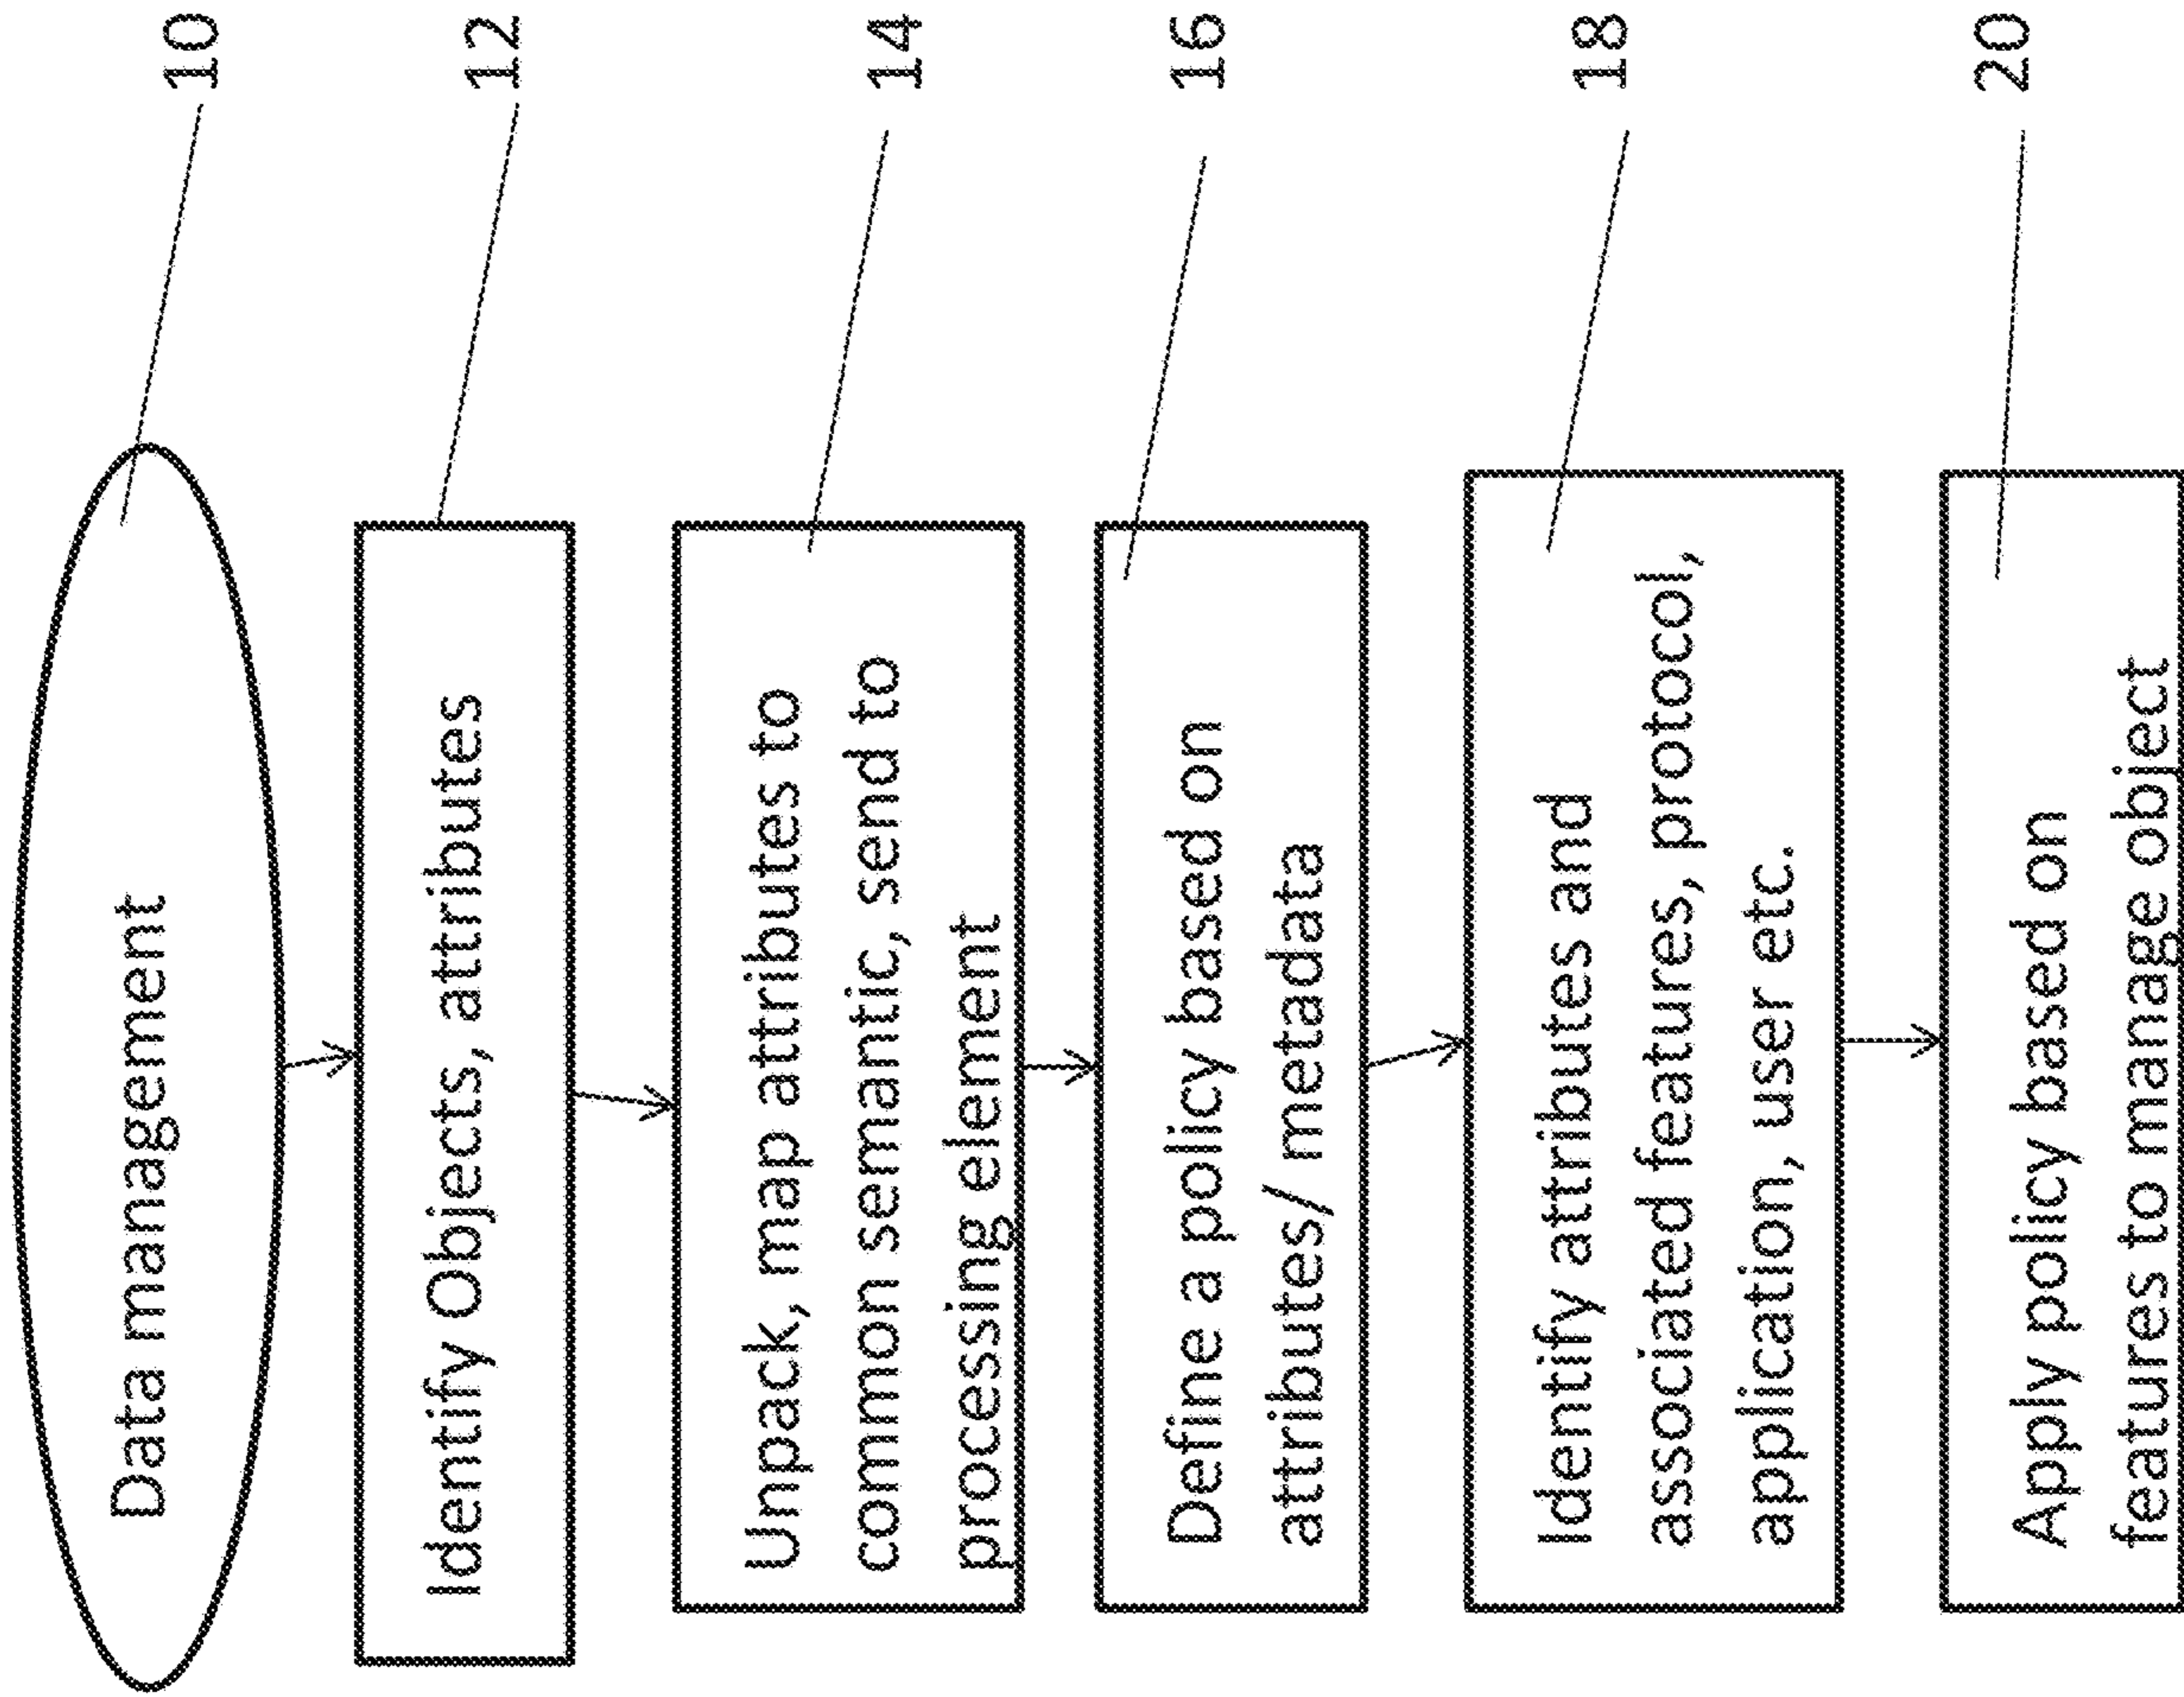 Data management
10
Identify Objects, attributes
12
Unpack, map attributes to
common semantic, send to
processing element
14
Define a policy based on
attributes/ metadata
16
Identify attributes and
associated features, protocol,
application, user etc.
18
Apply policy based on
features to manage object
20